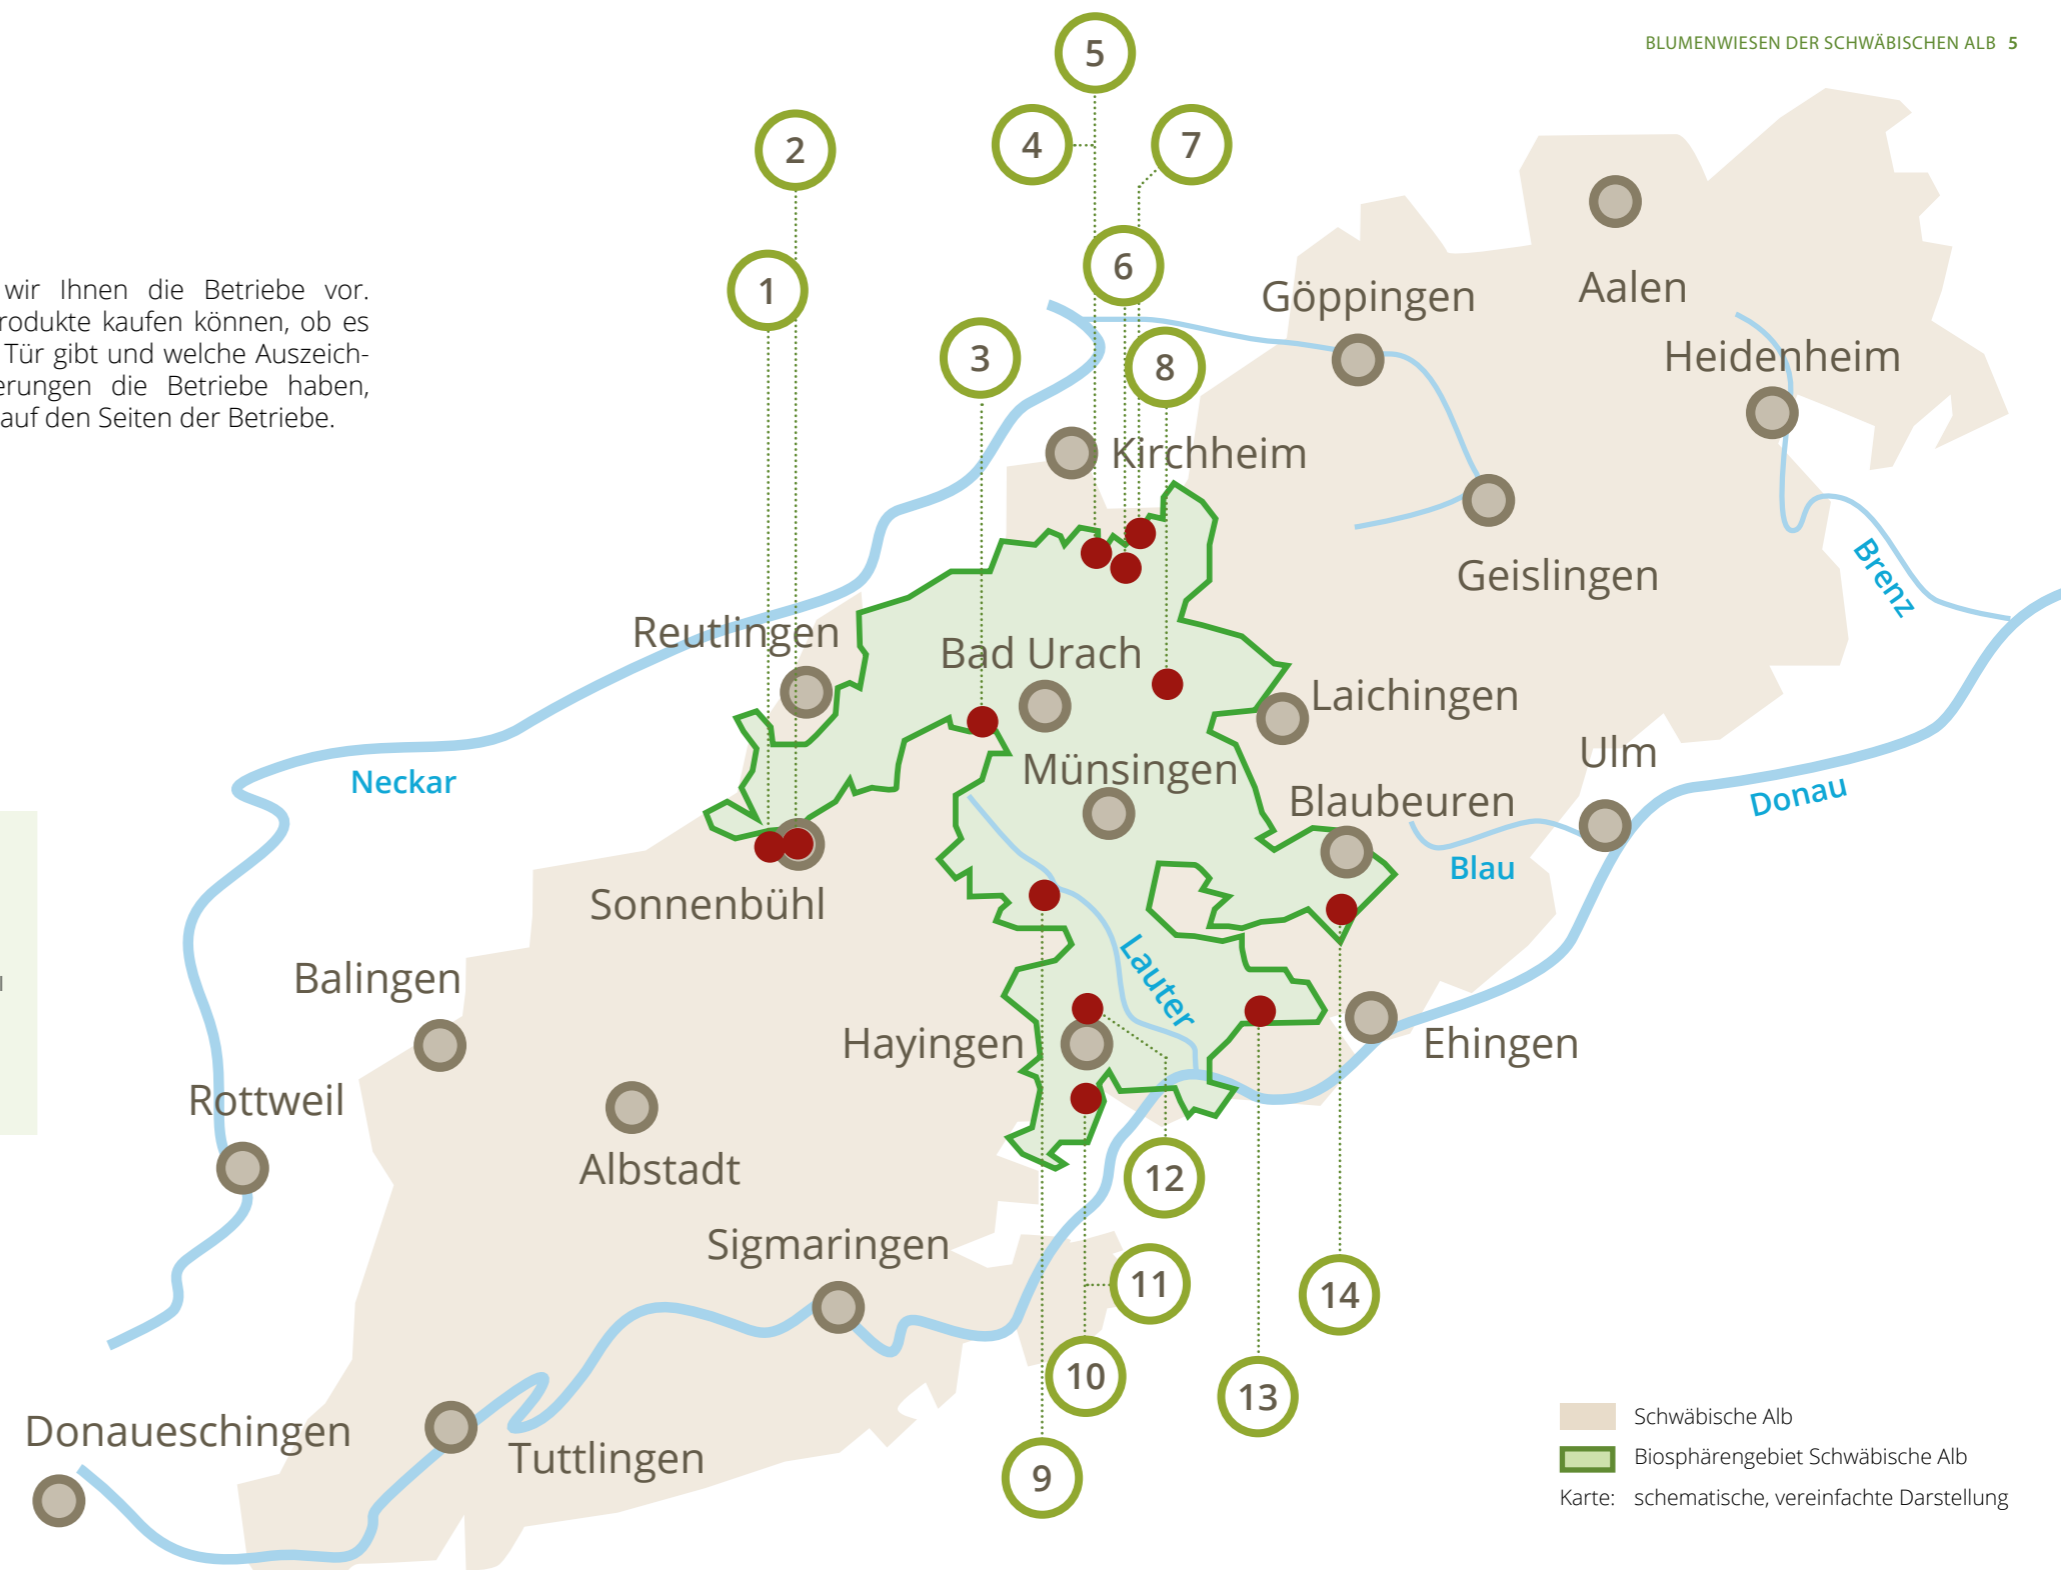 BLUMENWIESEN DER SCHWÄBISCHEN ALB 5
5
4
7
2
6
1
3
8
wir Ihnen die Betriebe vor.
rodukte kaufen können, ob es
Tür gibt und welche Auszeich-
erungen die Betriebe haben,
auf den Seiten der Betriebe.
Göppingen
Aalen
Heidenheim
Kirchheim
Geislingen
Brenz
Reutlingen
Bad Urach
Laichingen
Neckar
Münsingen
Ulm
Blaubeuren
Donau
Blau
Sonnenbühl
Balingen
Lauter
Hayingen
Ehingen
Rottweil
Albstadt
12
Sigmaringen
11
14
10
13
Donaueschingen
Tuttlingen
9
Schwäbische Alb
Biosphärengebiet Schwäbische Alb
Karte: schematische, vereinfachte Darstellung